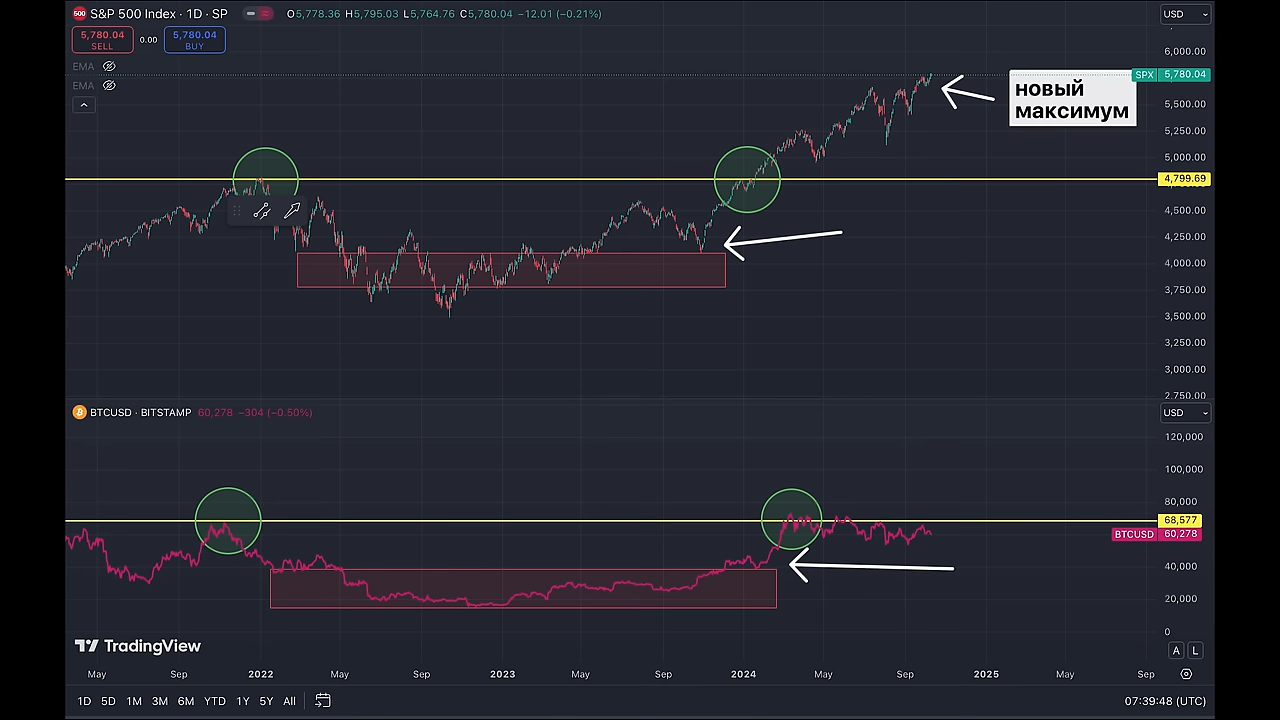 500 S&P 500 Index · 1D · SP O5,778.36 H5,795.03 L5,764.76 C5,780.04 −12.01 (−0.21%) USD
5,780.04 SELL 0.00 5,780.04 BUY
EMA
EMA
6,000.00
SPX 5,780.04
новый
максимум
5,500.00
5,250.00
5,000.00
4,799.69
4,500.00
4,250.00
4,000.00
3,750.00
3,500.00
3,250.00
3,000.00
2,750.00
BTCUSD · BITSTAMP 60,278 −304 (−0.50%) USD
120,000
100,000
80,000
68,577
BTCUSD 60,278
40,000
20,000
0
TradingView
A L
May Sep 2022 May Sep 2023 May Sep 2024 May Sep 2025 May Sep
1D 5D 1M 3M 6M YTD 1Y 5Y All 07:39:48 (UTC)